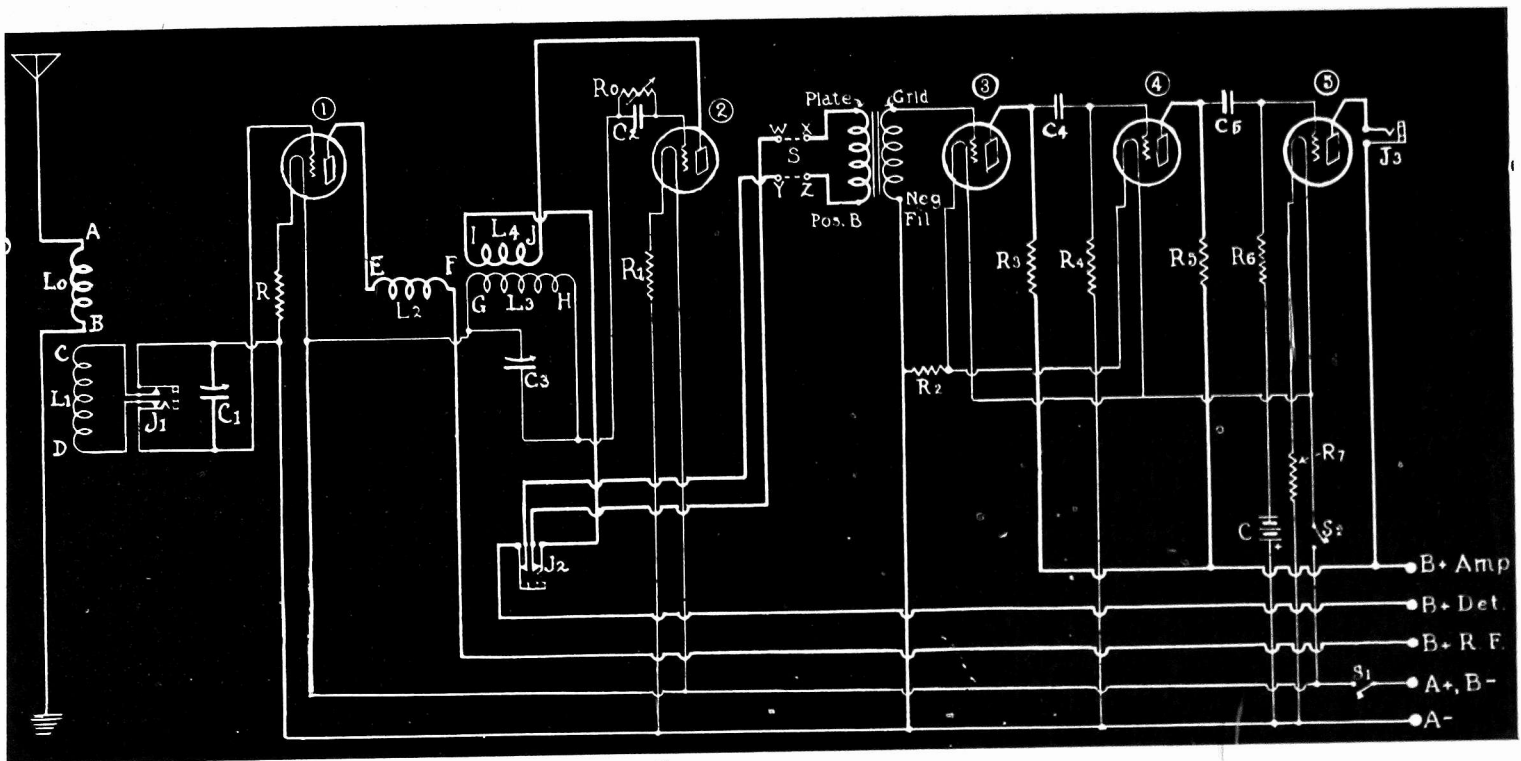 ①
②
③
④
⑤
Ro
C2
Plate
Grid
W
X
S
Y
Z
Pos. B
Neg
Fil
C4
C5
J3
A
Lo
B
C
L1
D
J1
C1
R
E
F
L2
I
L4
J
G
L3
H
C3
R1
R2
R3
R4
R5
R6
R7
J2
C
+
S2
B+ Amp
B+ Det.
B+ R F.
S1
A+, B-
A-